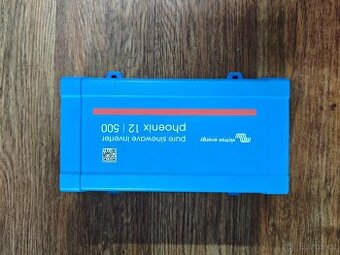 victron energy
pure sinewave inverter
phoenix 12 | 500